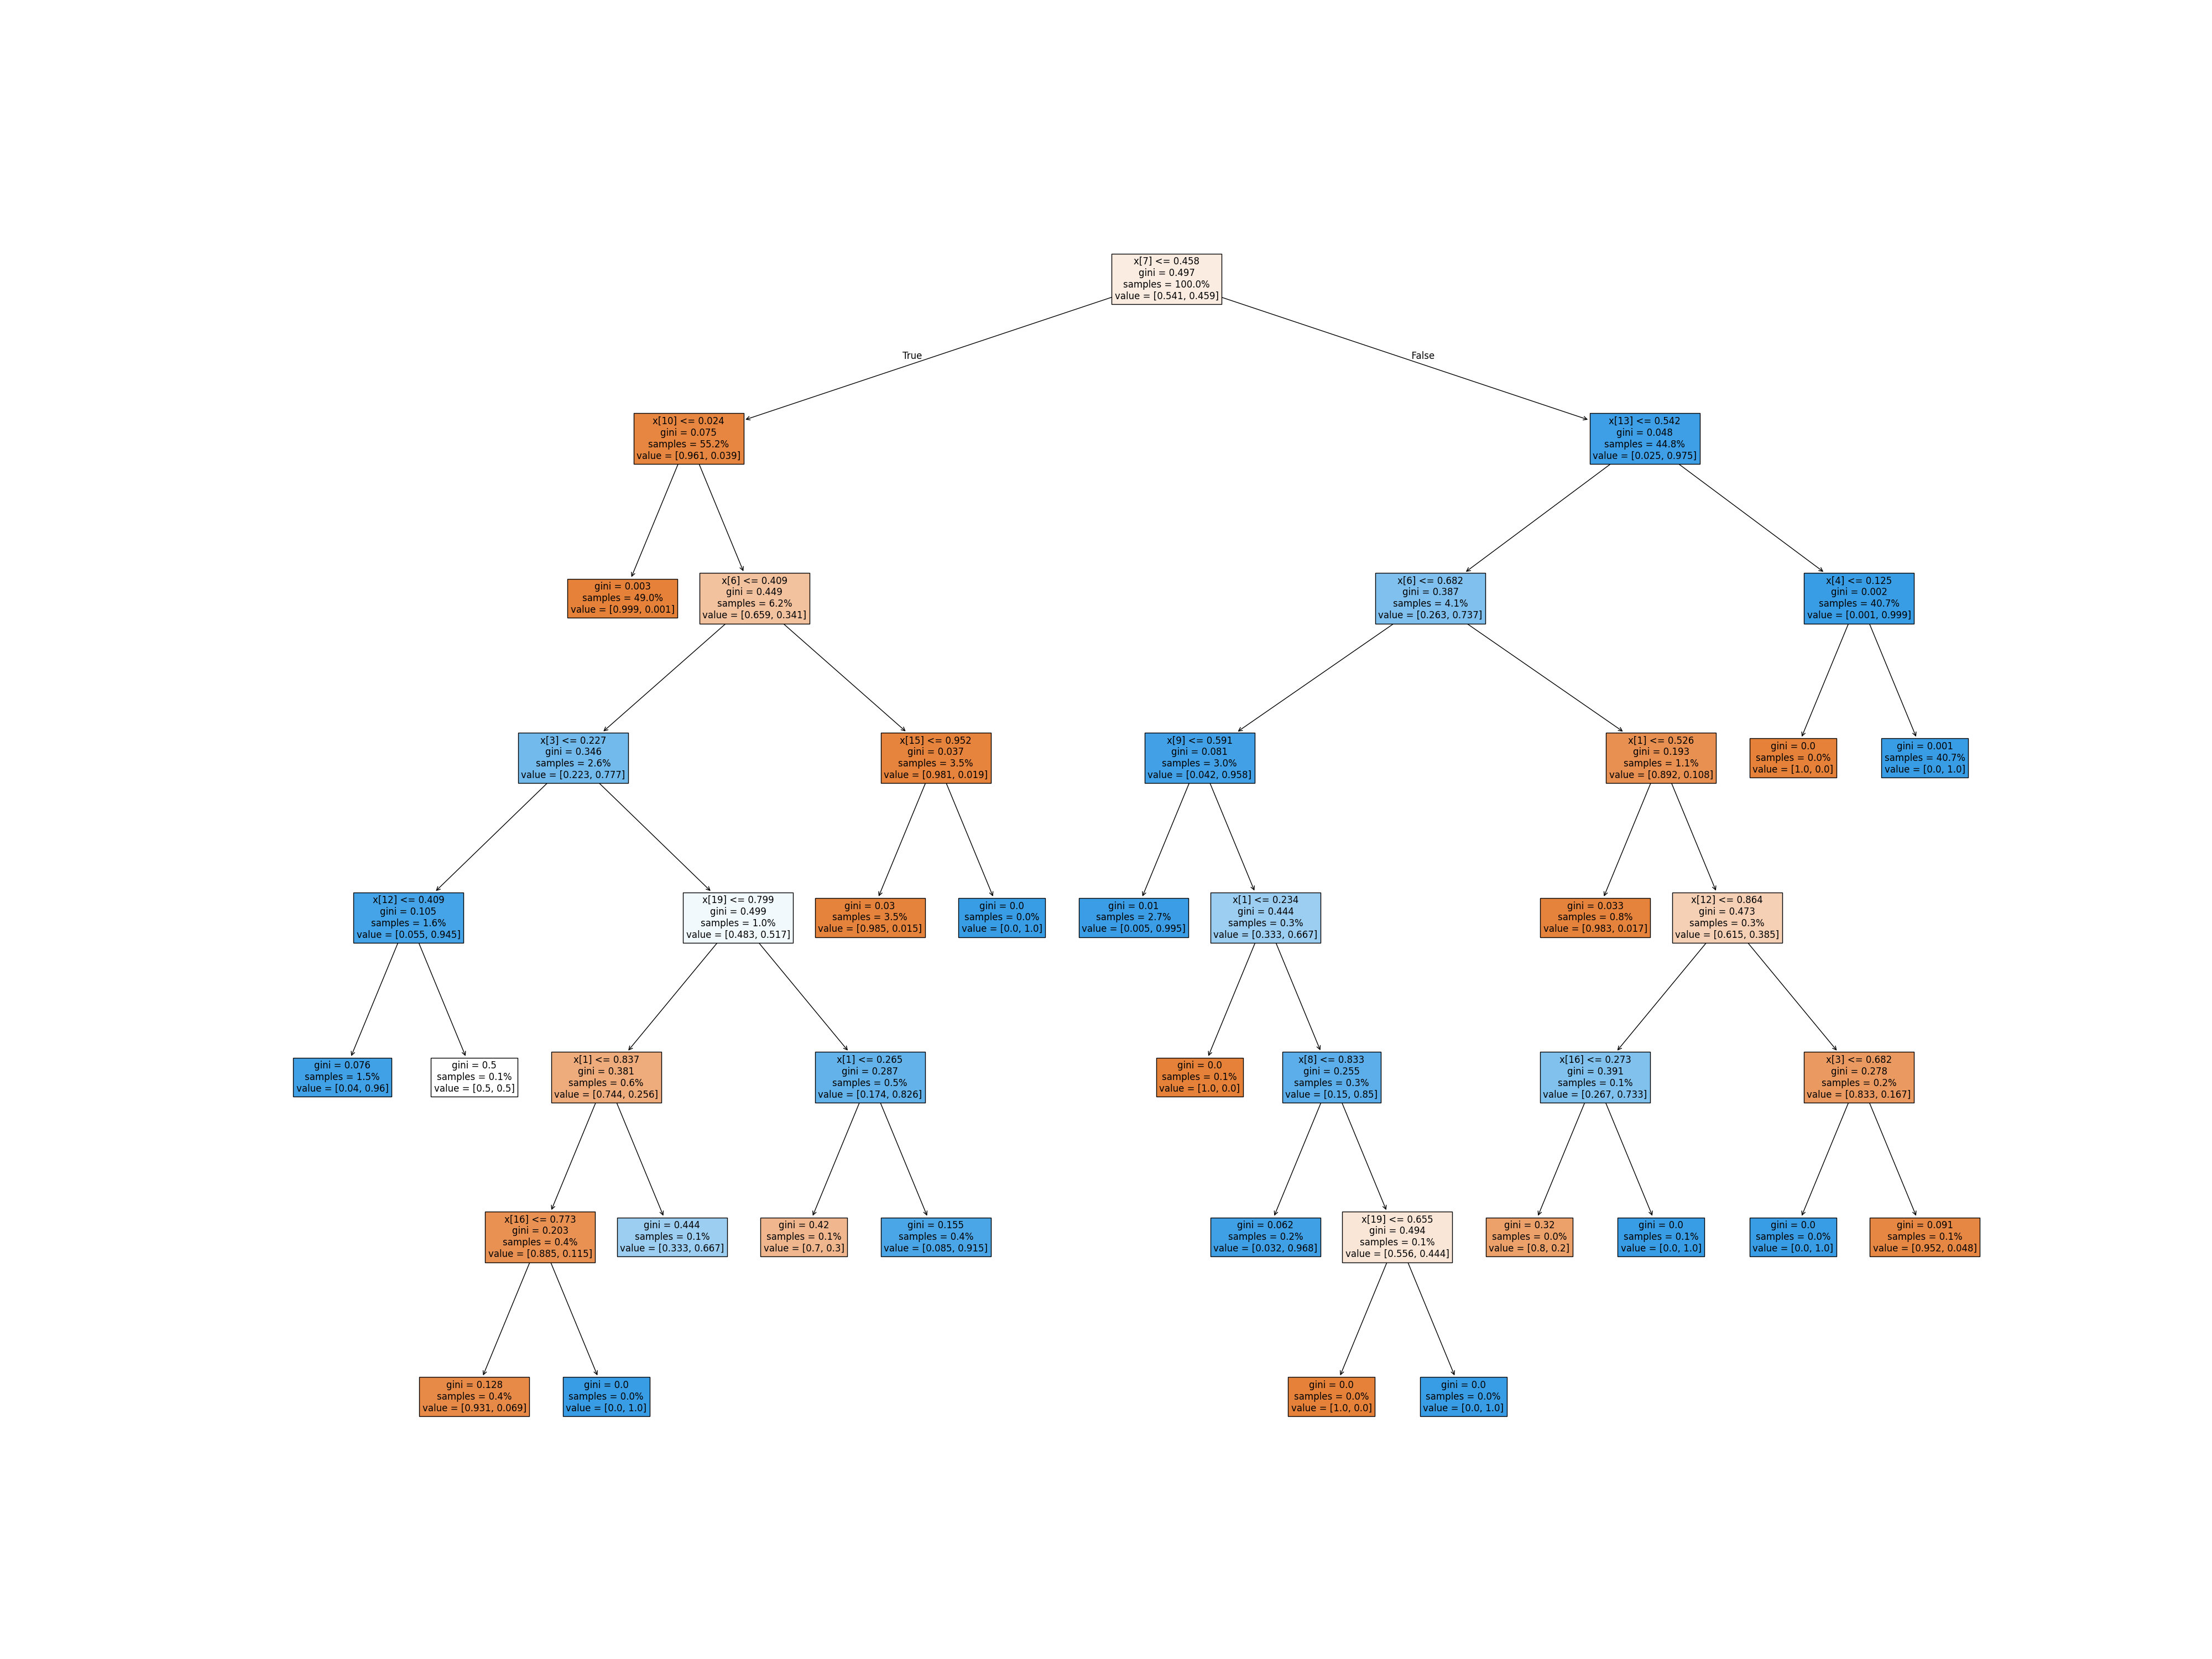 x[7] <= 0.458
gini = 0.497
samples = 100.0%
value = [0.541, 0.459]
True
False
x[10] <= 0.024
gini = 0.075
samples = 55.2%
value = [0.961, 0.039]
x[13] <= 0.542
gini = 0.048
samples = 44.8%
value = [0.025, 0.975]
gini = 0.003
samples = 49.0%
value = [0.999, 0.001]
x[6] <= 0.409
gini = 0.449
samples = 6.2%
value = [0.659, 0.341]
x[6] <= 0.682
gini = 0.387
samples = 4.1%
value = [0.263, 0.737]
x[4] <= 0.125
gini = 0.002
samples = 40.7%
value = [0.001, 0.999]
x[3] <= 0.227
gini = 0.346
samples = 2.6%
value = [0.223, 0.777]
x[15] <= 0.952
gini = 0.037
samples = 3.5%
value = [0.981, 0.019]
x[9] <= 0.591
gini = 0.081
samples = 3.0%
value = [0.042, 0.958]
x[1] <= 0.526
gini = 0.193
samples = 1.1%
value = [0.892, 0.108]
gini = 0.0
samples = 0.0%
value = [1.0, 0.0]
gini = 0.001
samples = 40.7%
value = [0.0, 1.0]
x[12] <= 0.409
gini = 0.105
samples = 1.6%
value = [0.055, 0.945]
x[19] <= 0.799
gini = 0.499
samples = 1.0%
value = [0.483, 0.517]
gini = 0.03
samples = 3.5%
value = [0.985, 0.015]
gini = 0.0
samples = 0.0%
value = [0.0, 1.0]
gini = 0.01
samples = 2.7%
value = [0.005, 0.995]
x[1] <= 0.234
gini = 0.444
samples = 0.3%
value = [0.333, 0.667]
gini = 0.033
samples = 0.8%
value = [0.983, 0.017]
x[12] <= 0.864
gini = 0.473
samples = 0.3%
value = [0.615, 0.385]
gini = 0.076
samples = 1.5%
value = [0.04, 0.96]
gini = 0.5
samples = 0.1%
value = [0.5, 0.5]
x[1] <= 0.837
gini = 0.381
samples = 0.6%
value = [0.744, 0.256]
x[1] <= 0.265
gini = 0.287
samples = 0.5%
value = [0.174, 0.826]
gini = 0.0
samples = 0.1%
value = [1.0, 0.0]
x[8] <= 0.833
gini = 0.255
samples = 0.3%
value = [0.15, 0.85]
x[16] <= 0.273
gini = 0.391
samples = 0.1%
value = [0.267, 0.733]
x[3] <= 0.682
gini = 0.278
samples = 0.2%
value = [0.833, 0.167]
x[16] <= 0.773
gini = 0.203
samples = 0.4%
value = [0.885, 0.115]
gini = 0.444
samples = 0.1%
value = [0.333, 0.667]
gini = 0.42
samples = 0.1%
value = [0.7, 0.3]
gini = 0.155
samples = 0.4%
value = [0.085, 0.915]
gini = 0.062
samples = 0.2%
value = [0.032, 0.968]
x[19] <= 0.655
gini = 0.494
samples = 0.1%
value = [0.556, 0.444]
gini = 0.32
samples = 0.0%
value = [0.8, 0.2]
gini = 0.0
samples = 0.1%
value = [0.0, 1.0]
gini = 0.0
samples = 0.0%
value = [0.0, 1.0]
gini = 0.091
samples = 0.1%
value = [0.952, 0.048]
gini = 0.128
samples = 0.4%
value = [0.931, 0.069]
gini = 0.0
samples = 0.0%
value = [0.0, 1.0]
gini = 0.0
samples = 0.0%
value = [1.0, 0.0]
gini = 0.0
samples = 0.0%
value = [0.0, 1.0]